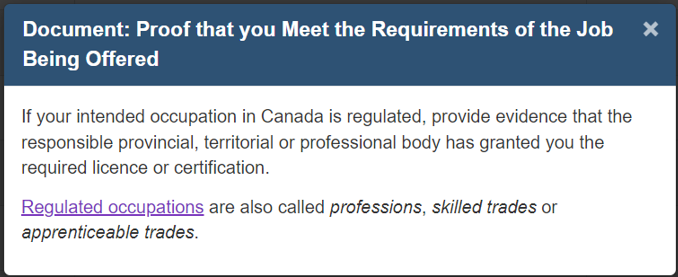 Document: Proof that you Meet the Requirements of the Job
Being Offered
If your intended occupation in Canada is regulated, provide evidence that the
responsible provincial, territorial or professional body has granted you the
required licence or certification.
Regulated occupations are also called professions, skilled trades or
apprenticeable trades.